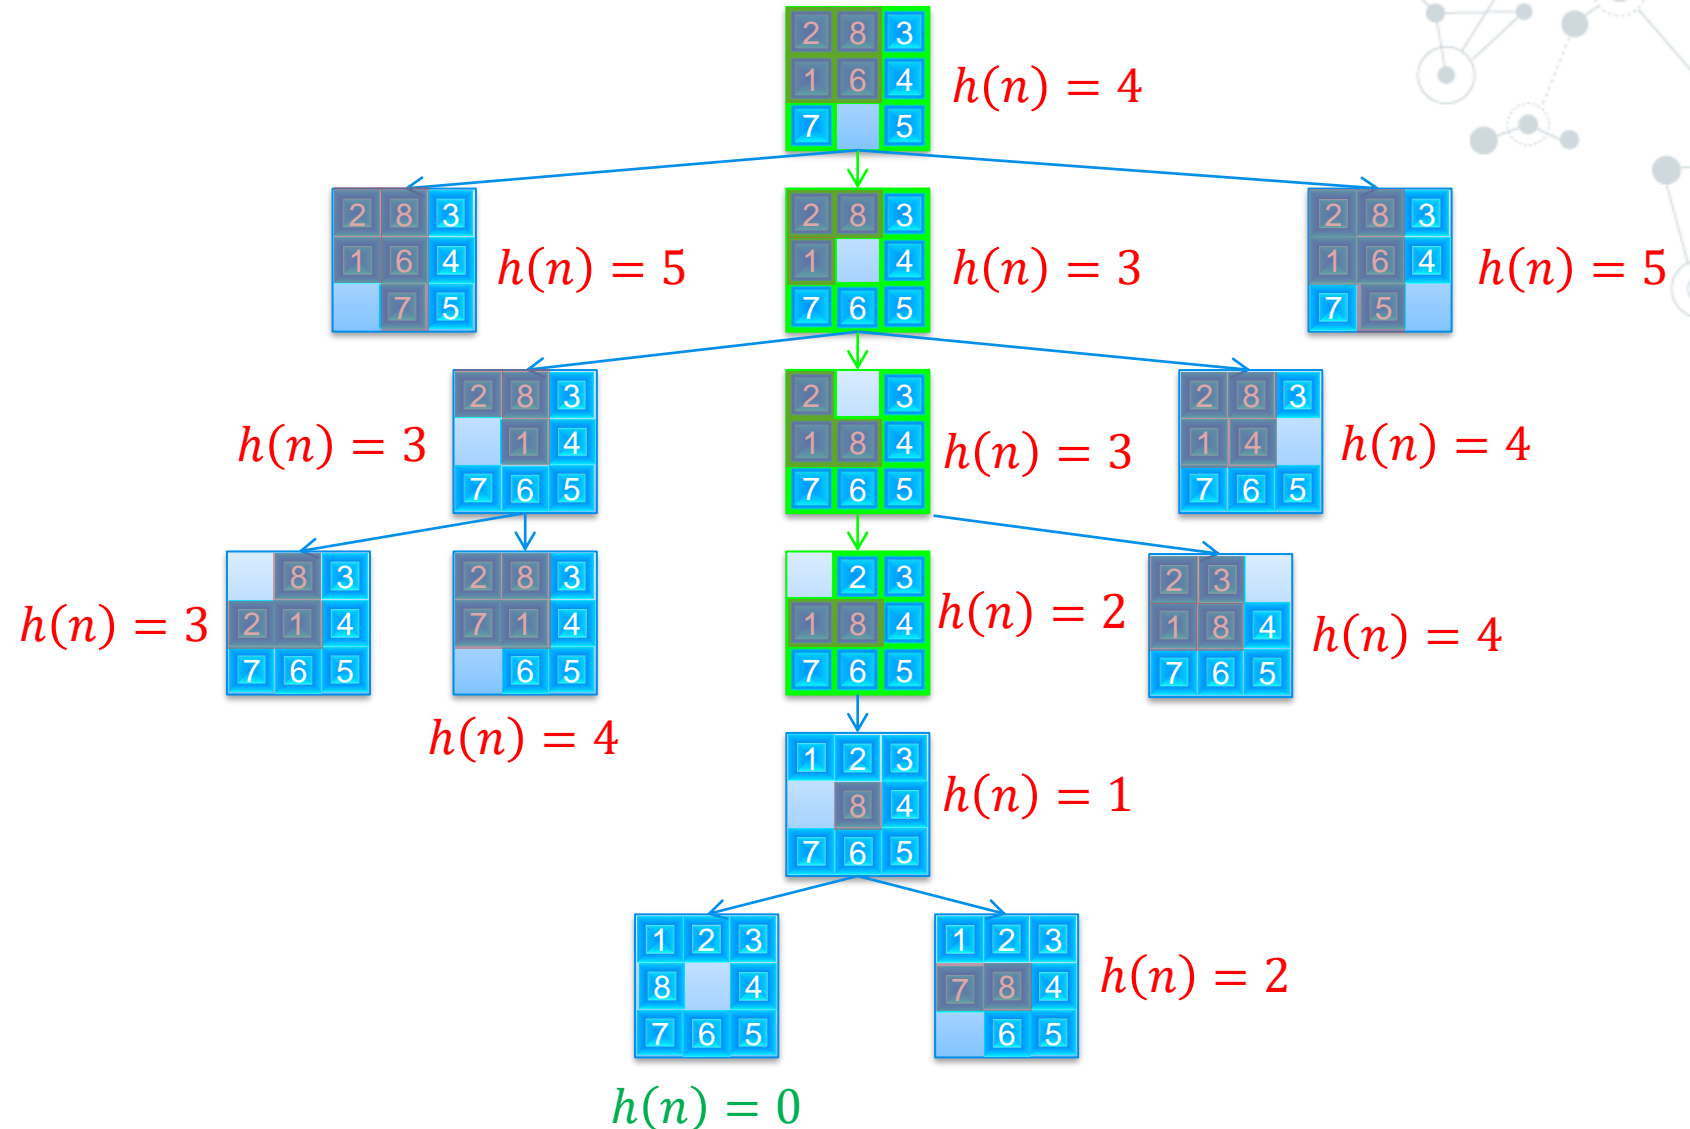 2 8 3
1 6 4
7 5
h(n) = 4
2 8 3
1 6 4
7 5
h(n) = 5
2 8 3
1 4
7 6 5
h(n) = 3
2 8 3
1 6 4
7 5
h(n) = 5
h(n) = 3
2 8 3
1 4
7 6 5
2 3
1 8 4
7 6 5
h(n) = 3
2 8 3
1 4
7 6 5
h(n) = 4
h(n) = 3
8 3
2 1 4
7 6 5
2 8 3
7 1 4
6 5
h(n) = 4
2 3
1 8 4
7 6 5
h(n) = 2
2 3
1 8 4
7 6 5
h(n) = 4
1 2 3
8 4
7 6 5
h(n) = 1
1 2 3
8 4
7 6 5
h(n) = 0
1 2 3
7 8 4
6 5
h(n) = 2